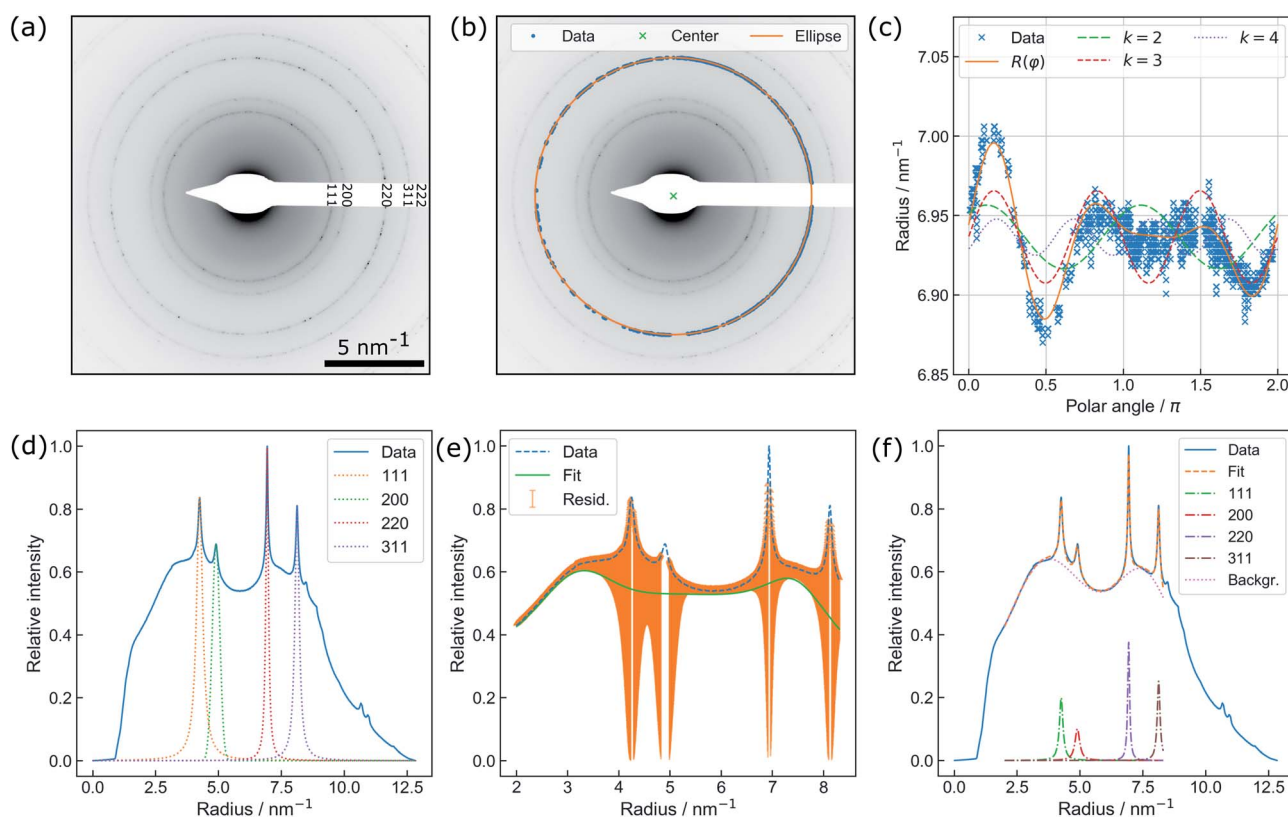 (a)
111
200
220
311
222
5 nm⁻¹
(b)
Data
Center
Ellipse
(c)
Data
R(φ)
k = 2
k = 3
k = 4
7.05
7.00
6.95
6.90
6.85
Radius / nm⁻¹
0.0 0.5 1.0 1.5 2.0
Polar angle / π
(d)
Data
111
200
220
311
1.0
0.8
0.6
0.4
0.2
0.0
Relative intensity
0.0 2.5 5.0 7.5 10.0 12.5
Radius / nm⁻¹
(e)
Data
Fit
Resid.
1.0
0.8
0.6
0.4
0.2
0.0
Relative intensity
2 3 4 5 6 7 8
Radius / nm⁻¹
(f)
Data
Fit
111
200
220
311
Backgr.
1.0
0.8
0.6
0.4
0.2
0.0
Relative intensity
0.0 2.5 5.0 7.5 10.0 12.5
Radius / nm⁻¹